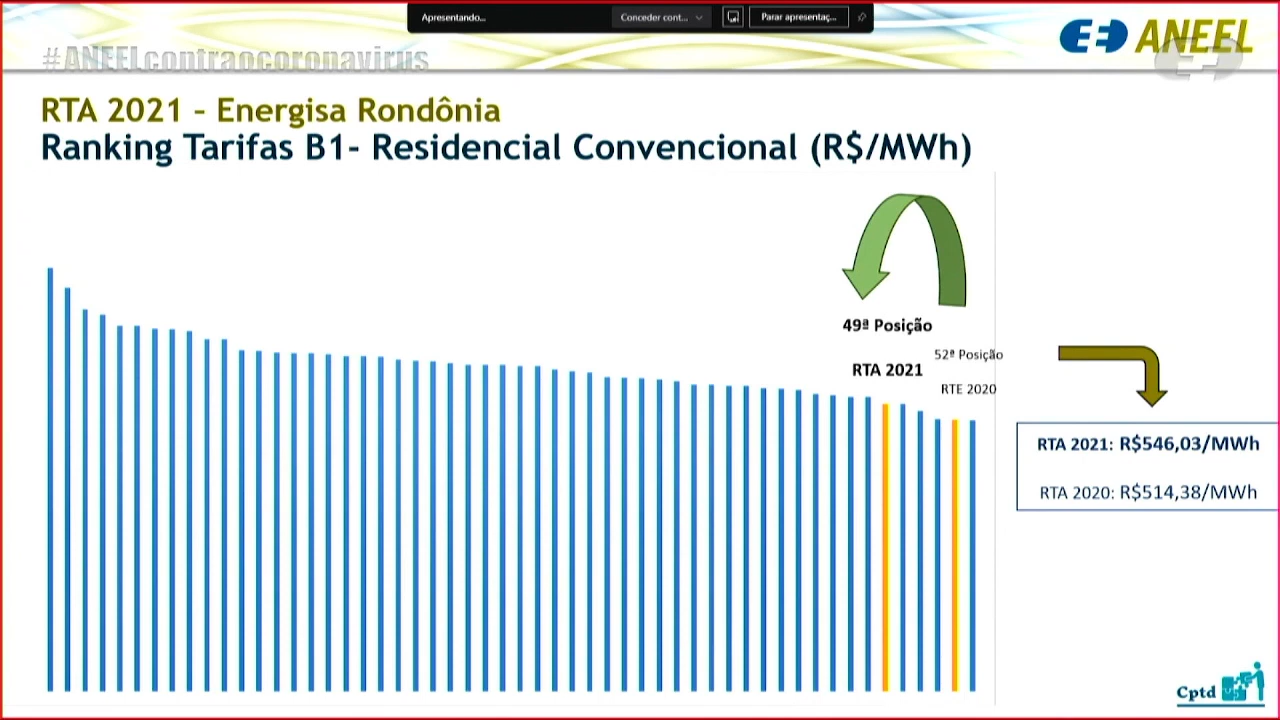 Apresentando...
Conceder cont...
Parar apresentaç...
ANEEL
#ANEELcontraocoronavirus
RTA 2021 – Energisa Rondônia
Ranking Tarifas B1- Residencial Convencional (R$/MWh)
49ª Posição
52ª Posição
RTA 2021
RTE 2020
RTA 2021: R$546,03/MWh
RTA 2020: R$514,38/MWh
Cptd